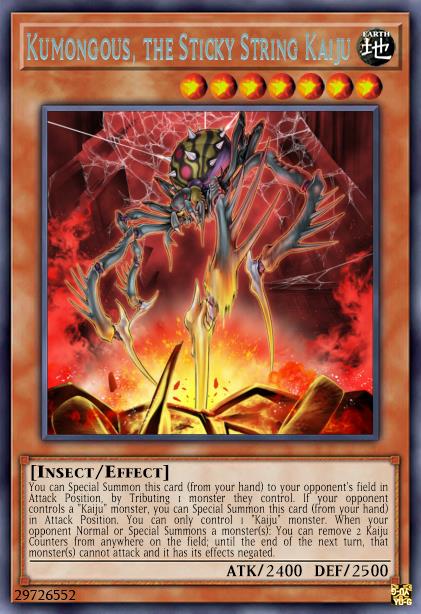 Kumongous, the Sticky String Kaiju
EARTH
地
[Insect/Effect]
You can Special Summon this card (from your hand) to your opponent's field in
Attack Position, by Tributing 1 monster they control. If your opponent
controls a "Kaiju" monster, you can Special Summon this card (from your hand)
in Attack Position. You can only control 1 "Kaiju" monster. When your
opponent Normal or Special Summons a monster(s): You can remove 2 Kaiju
Counters from anywhere on the field; until the end of the next turn, that
monster(s) cannot attack and it has its effects negated.
ATK/2400 DEF/2500
29726552